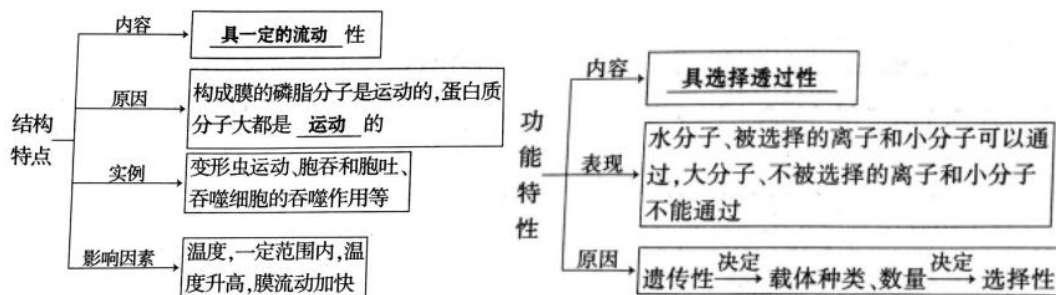 结构
特点
内容
具一定的流动 性
原因
构成膜的磷脂分子是运动的,蛋白质
分子大都是 运动 的
实例
变形虫运动、胞吞和胞吐、
吞噬细胞的吞噬作用等
影响因素
温度,一定范围内,温
度升高,膜流动加快
功
能
特
性
内容
具选择透过性
表现
水分子、被选择的离子和小分子可以通
过,大分子、不被选择的离子和小分子
不能通过
原因
遗传性 决定 载体种类、数量 决定 选择性